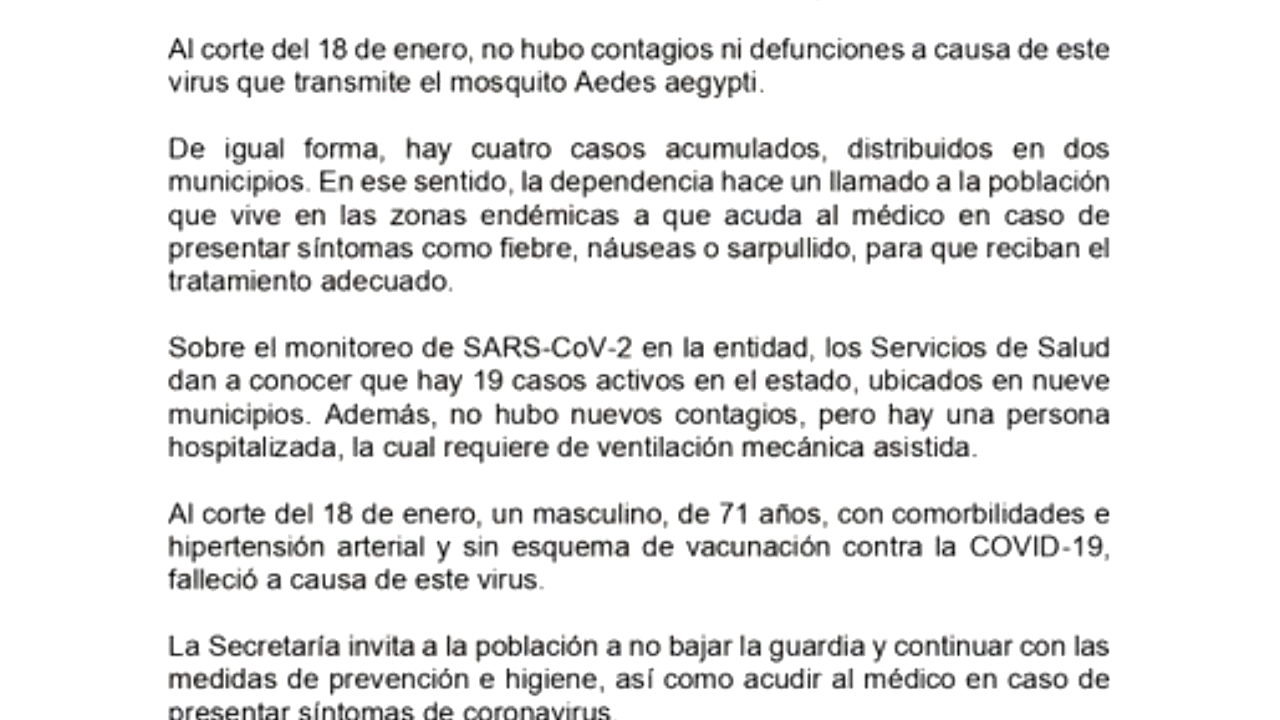 Al corte del 18 de enero, no hubo contagios ni defunciones a causa de este
virus que transmite el mosquito Aedes aegypti.
De igual forma, hay cuatro casos acumulados, distribuidos en dos
municipios. En ese sentido, la dependencia hace un llamado a la población
que vive en las zonas endémicas a que acuda al médico en caso de
presentar síntomas como fiebre, náuseas o sarpullido, para que reciban el
tratamiento adecuado.
Sobre el monitoreo de SARS-CoV-2 en la entidad, los Servicios de Salud
dan a conocer que hay 19 casos activos en el estado, ubicados en nueve
municipios. Además, no hubo nuevos contagios, pero hay una persona
hospitalizada, la cual requiere de ventilación mecánica asistida.
Al corte del 18 de enero, un masculino, de 71 años, con comorbilidades e
hipertensión arterial y sin esquema de vacunación contra la COVID-19,
falleció a causa de este virus.
La Secretaría invita a la población a no bajar la guardia y continuar con las
medidas de prevención e higiene, así como acudir al médico en caso de
presentar síntomas de coronavirus.